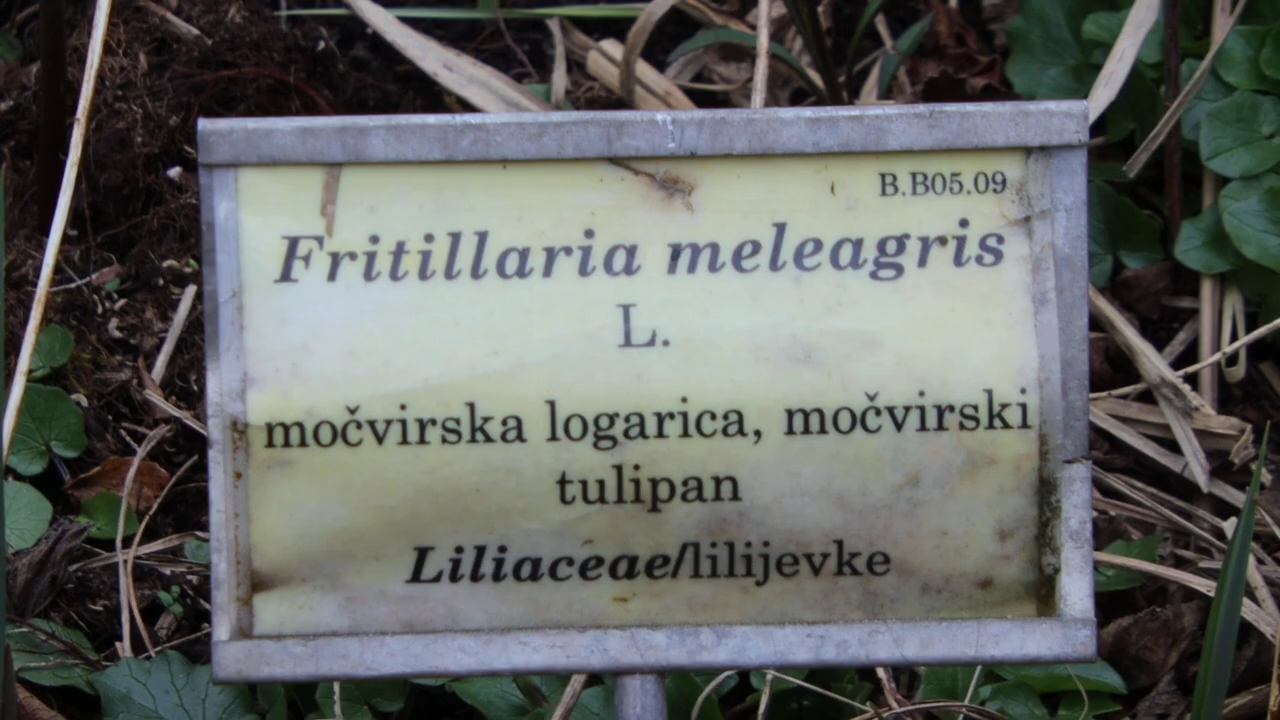 B.B05.09
Fritillaria meleagris
L.
močvirska logarica, močvirski
tulipan
Liliaceae/lilijevke